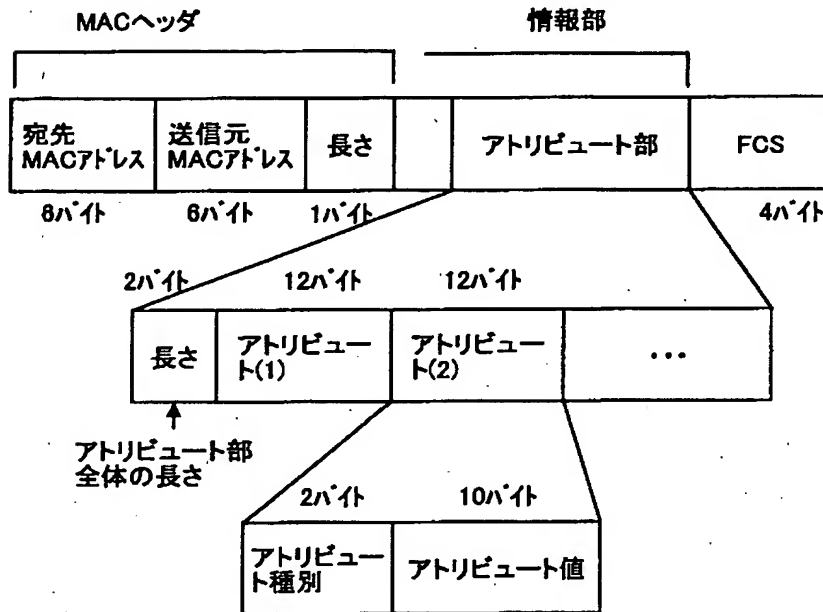 MACヘッダ
情報部
宛先
MACアドレス
送信元
MACアドレス
長さ
アトリビュート部
FCS
6バイト
6バイト
1バイト
4バイト
2バイト
12バイト
12バイト
長さ
アトリビュー
ト(1)
アトリビュー
ト(2)
・・・
アトリビュート部
全体の長さ
2バイト
10バイト
アトリビュー
ト種別
アトリビュート値